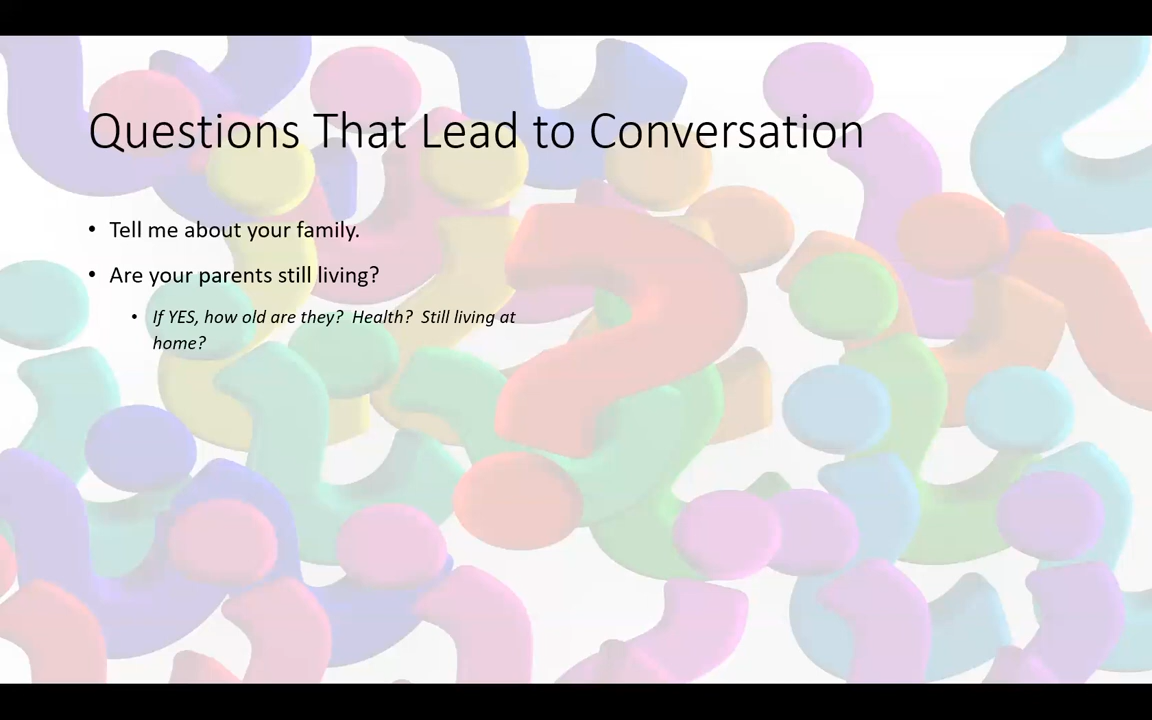 Questions That Lead to Conversation
• Tell me about your family.
• Are your parents still living?
• If YES, how old are they?  Health?  Still living at
home?